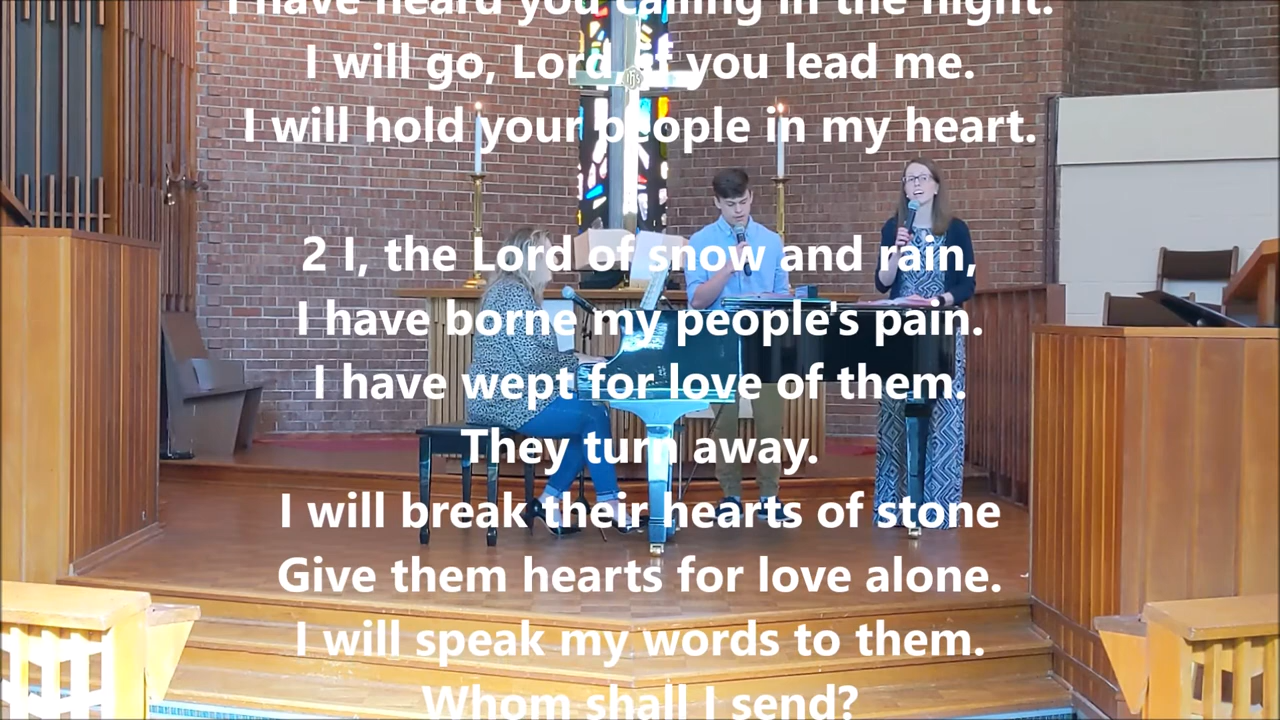 I have heard you calling in the night.
I will go, Lord, if you lead me.
I will hold your people in my heart.
2 I, the Lord of snow and rain,
I have borne my people's pain.
I have wept for love of them.
They turn away.
I will break their hearts of stone
Give them hearts for love alone.
I will speak my words to them.
Whom shall I send?